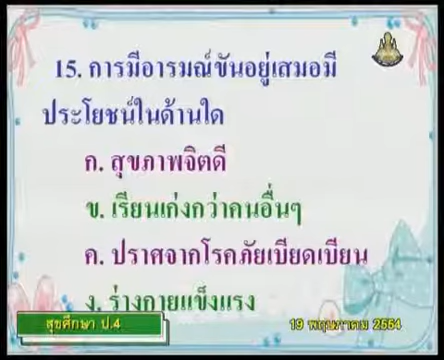 15. การมีอารมณ์ขันอยู่เสมอมี
ประโยชน์ในด้านใด
ก. สุขภาพจิตดี
ข. เรียนเก่งกว่าคนอื่นๆ
ค. ปราศจากโรคภัยเบียดเบียน
ง. ร่างกายแข็งแรง
สุขศึกษา ป.4
19 พฤษภาคม 2564